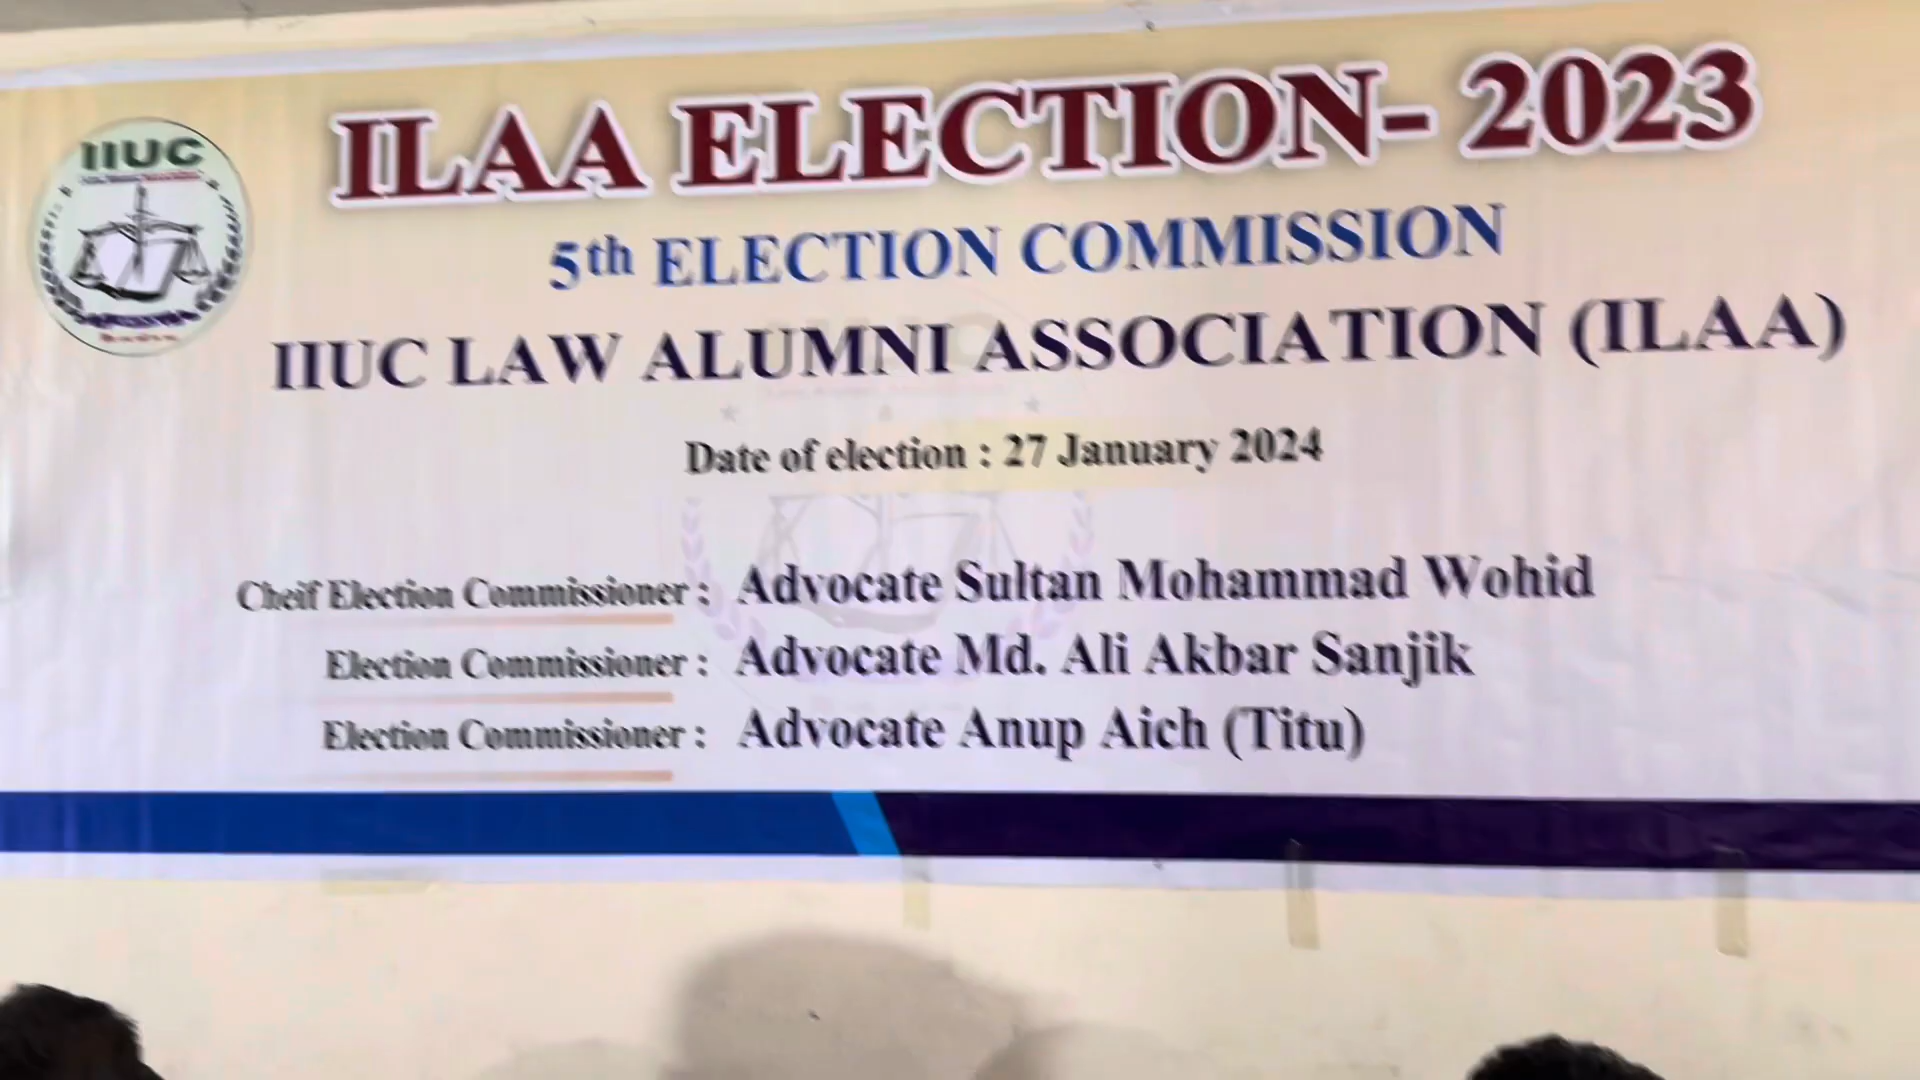 ILAA ELECTION- 2023
IIUC
5th ELECTION COMMISSION
IIUC LAW ALUMNI ASSOCIATION (ILAA)
Date of election : 27 January 2024
Cheif Election Commissioner : Advocate Sultan Mohammad Wohid
Election Commissioner : Advocate Md. Ali Akbar Sanjik
Election Commissioner : Advocate Anup Aich (Titu)